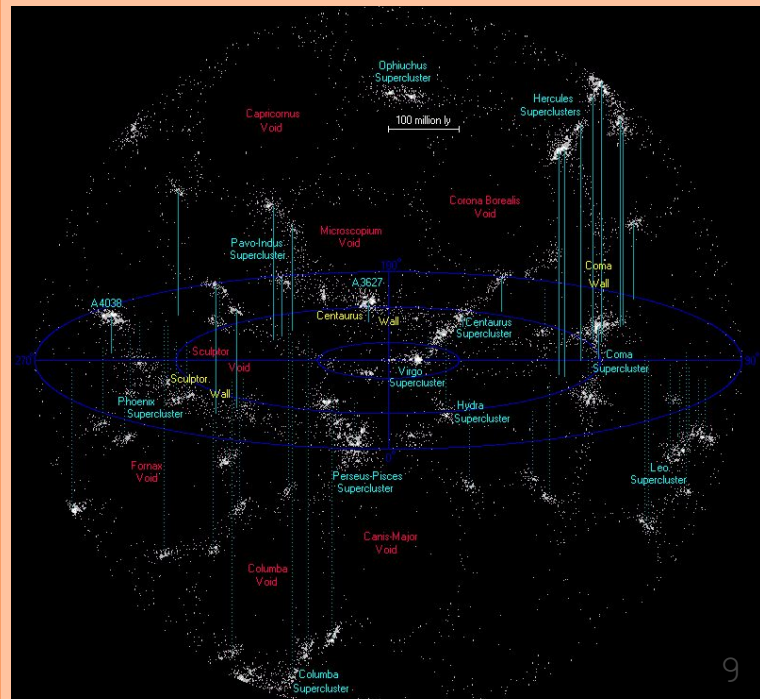 Ophiuchus
Supercluster
Hercules
Superclusters
Capricornus
Void
100 million ly
Corona Borealis
Void
Microscopium
Void
Pavo-Indus
Supercluster
180°
Coma
Wall
A3627
A4038
Centaurus
Wall
Centaurus
Supercluster
270°
Sculptor
Void
Virgo
Supercluster
Coma
Supercluster
90°
Sculptor
Wall
Phoenix
Supercluster
Hydra
Supercluster
0°
Fornax
Void
Perseus-Pisces
Supercluster
Leo
Supercluster
Canis-Major
Void
Columba
Void
Columba
Supercluster
9